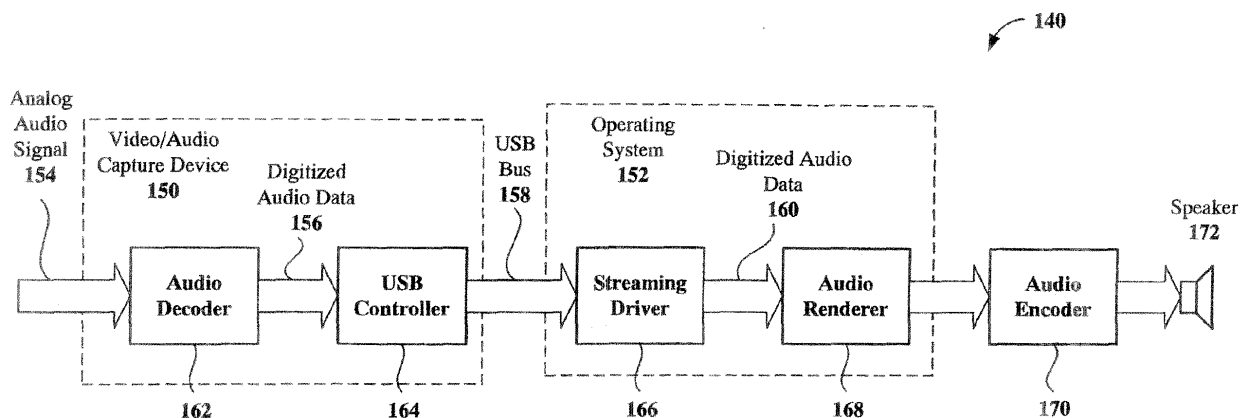 140
Analog
Audio
Signal
154
Video/Audio
Capture Device
150
Digitized
Audio Data
156
USB
Bus
158
Operating
System
152
Digitized Audio
Data
160
Speaker
172
Audio
Decoder
USB
Controller
Streaming
Driver
Audio
Renderer
Audio
Encoder
162
164
166
168
170